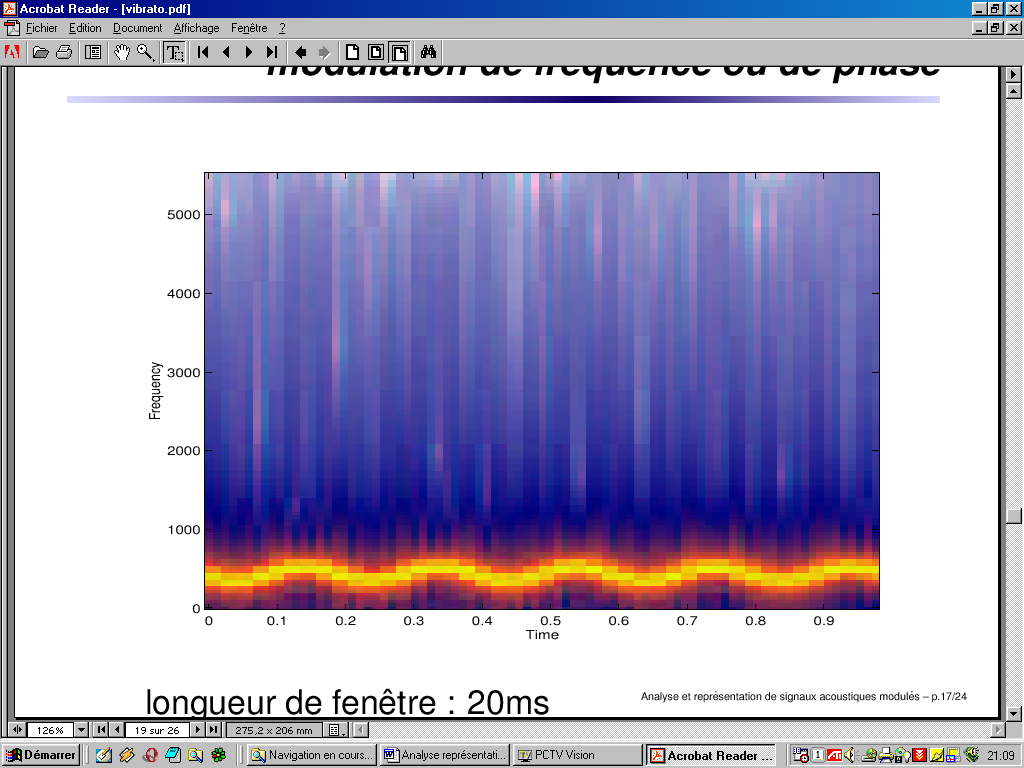 Acrobat Reader - [vibrato.pdf]
Fichier Edition Document Affichage Fenêtre ?
modulation de fréquence ou de phase
5000
4000
3000
2000
1000
0
Frequency
0 0.1 0.2 0.3 0.4 0.5 0.6 0.7 0.8 0.9
Time
longueur de fenêtre : 20ms
Analyse et représentation de signaux acoustiques modulés – p.17/24
126% 19 sur 26 275,2 x 206 mm
Démarrer Navigation en cours... Analyse représentati... PCTV Vision Acrobat Reader ... 21:09